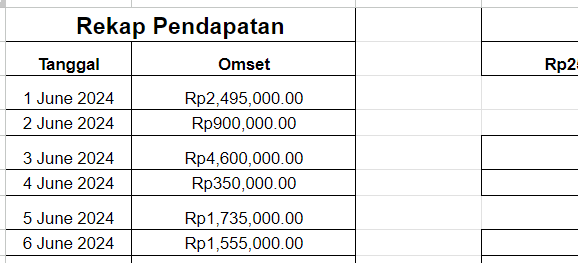 Rekap Pendapatan
Tanggal Omset
1 June 2024 Rp2,495,000.00
2 June 2024 Rp900,000.00
3 June 2024 Rp4,600,000.00
4 June 2024 Rp350,000.00
5 June 2024 Rp1,735,000.00
6 June 2024 Rp1,555,000.00